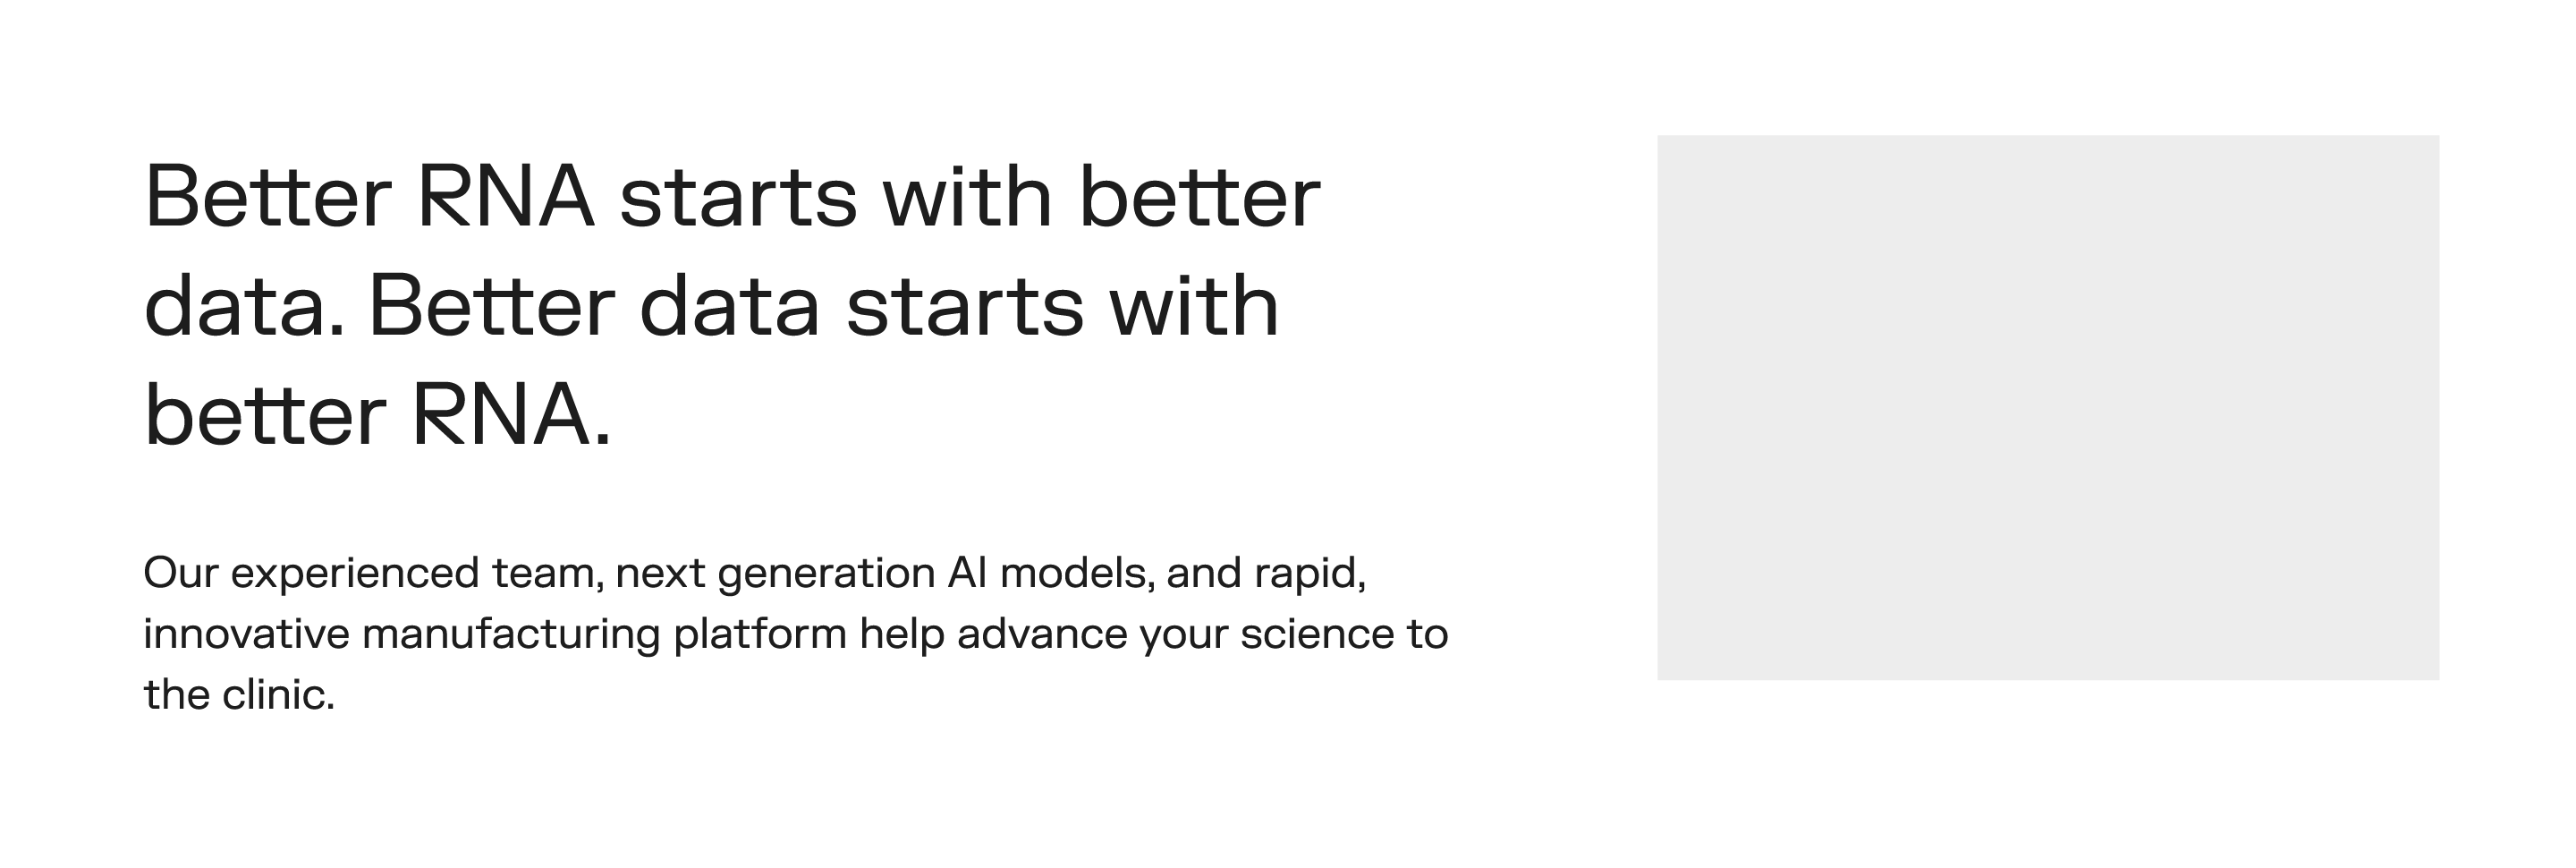 Better RNA starts with better
data. Better data starts with
better RNA.
Our experienced team, next generation AI models, and rapid,
innovative manufacturing platform help advance your science to
the clinic.